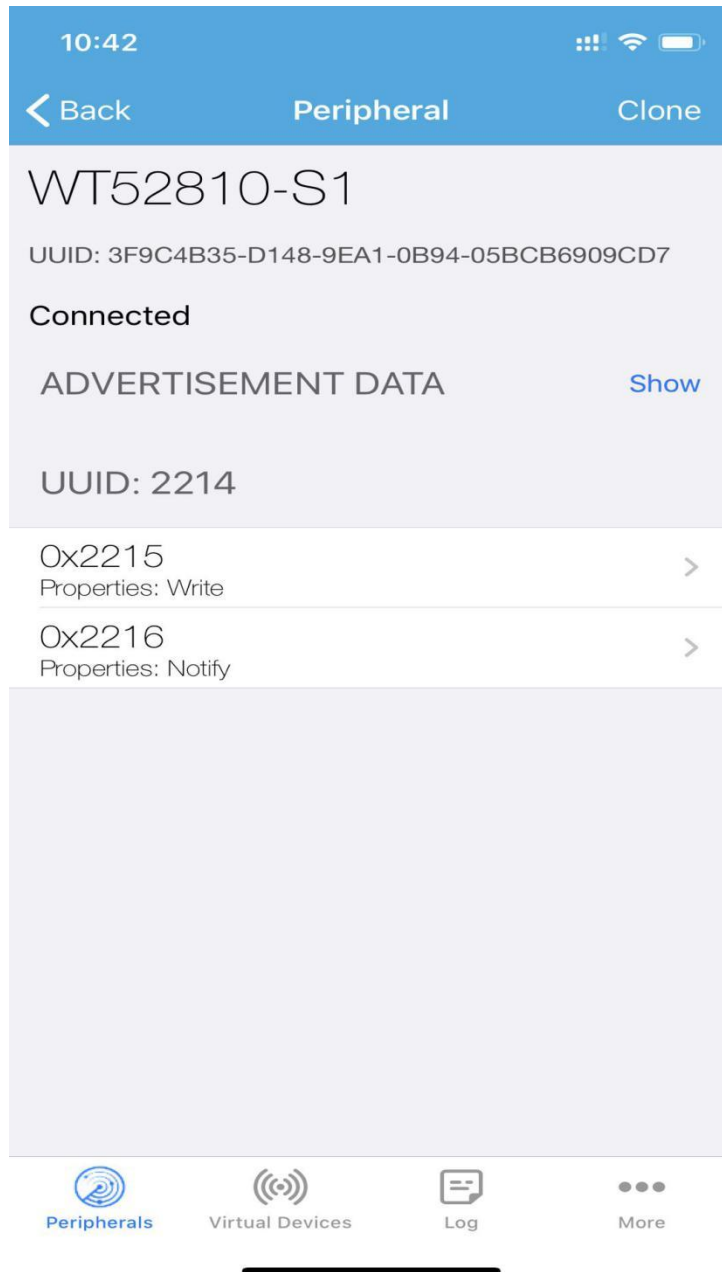 10:42
Back Peripheral Clone
WT52810-S1
UUID: 3F9C4B35-D148-9EA1-0B94-05BCB6909CD7
Connected
ADVERTISEMENT DATA Show
UUID: 2214
0x2215
Properties: Write
0x2216
Properties: Notify
Peripherals Virtual Devices Log More